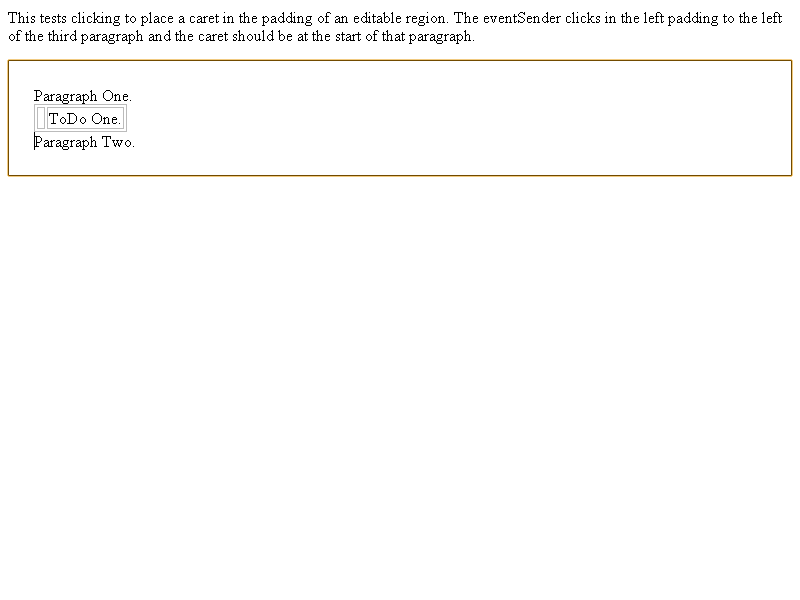 This tests clicking to place a caret in the padding of an editable region. The eventSender clicks in the left padding to the left
of the third paragraph and the caret should be at the start of that paragraph.
Paragraph One.
ToDo One.
Paragraph Two.